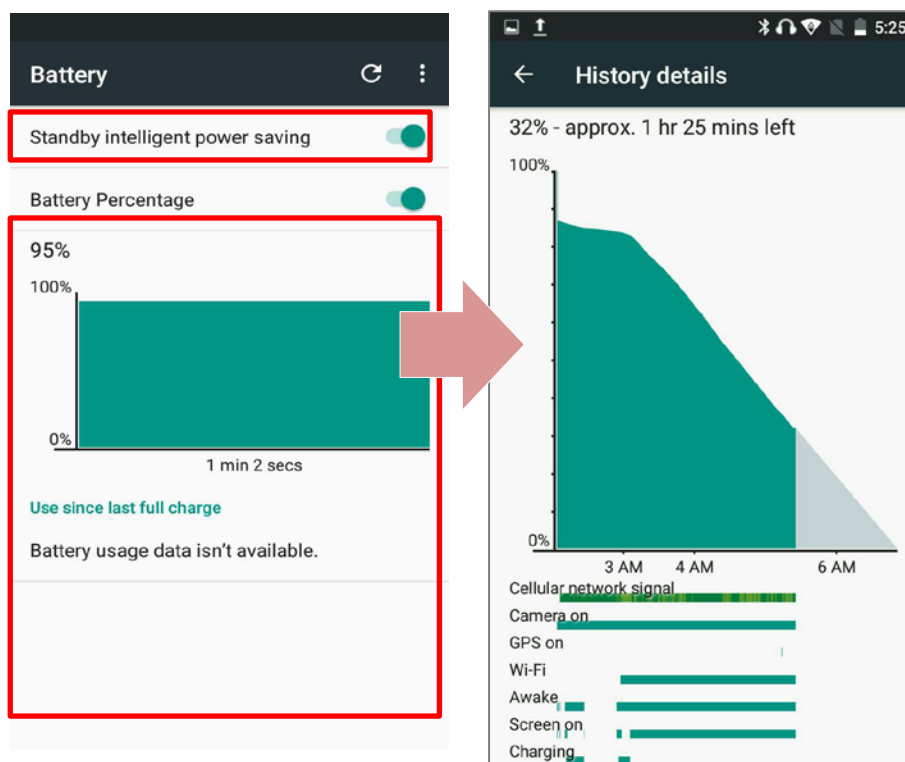 Battery
Standby intelligent power saving
Battery Percentage
95%
100%
0%
1 min 2 secs
Use since last full charge
Battery usage data isn't available.
5:25
History details
32% - approx. 1 hr 25 mins left
100%
0%
3 AM 4 AM 6 AM
Cellular network signal
Camera on
GPS on
Wi-Fi
Awake
Screen on
Charging